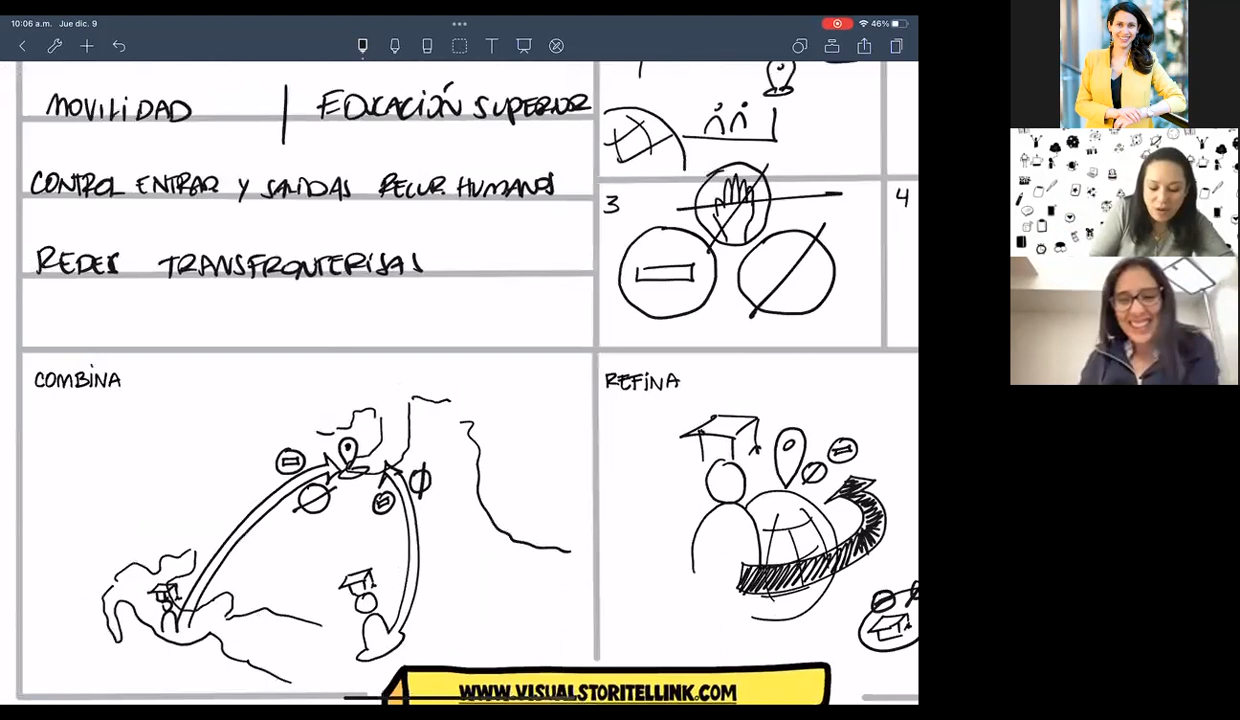 10:06 a.m. Jue dic. 9
46%
MOVILIDAD | EDUCACIÓN SUPERIOR
CONTROL ENTRAR Y SALIDAS RECUR. HUMANOS
REDES TRANSFRONTERISAS
3
4
COMBINA
REFINA
WWW.VISUALSTORITELLINK.COM